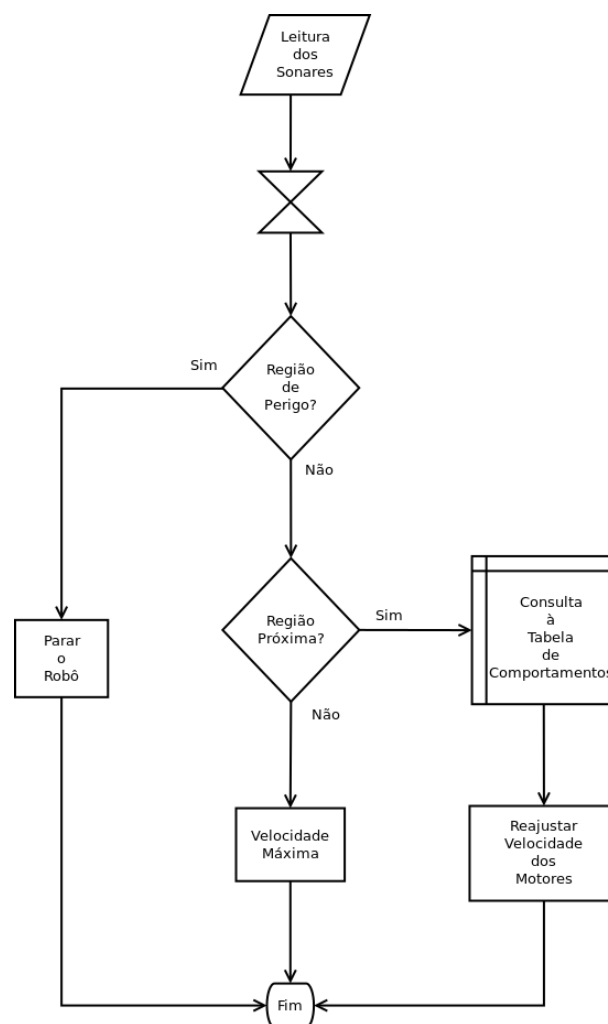 Leitura
dos
Sonares
Sim
Região
de
Perigo?
Não
Região
Próxima?
Sim
Consulta
à
Tabela
de
Comportamentos
Parar
o
Robô
Não
Velocidade
Máxima
Reajustar
Velocidade
dos
Motores
Fim